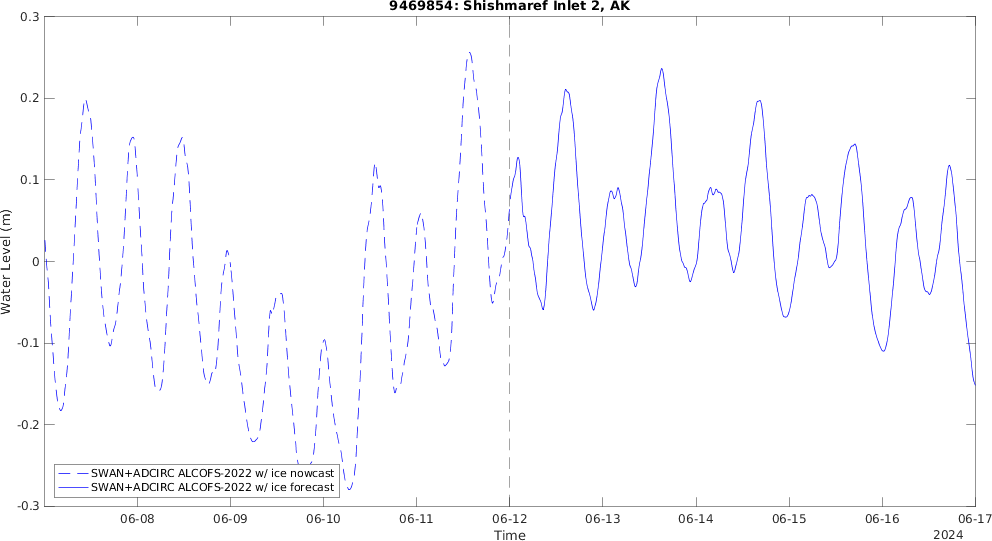 9469854: Shishmaref Inlet 2, AK
0.3
0.2
0.1
0
-0.1
-0.2
-0.3
Water Level (m)
SWAN+ADCIRC ALCOFS-2022 w/ ice nowcast
SWAN+ADCIRC ALCOFS-2022 w/ ice forecast
06-08 06-09 06-10 06-11 06-12 06-13 06-14 06-15 06-16 06-17
Time
2024